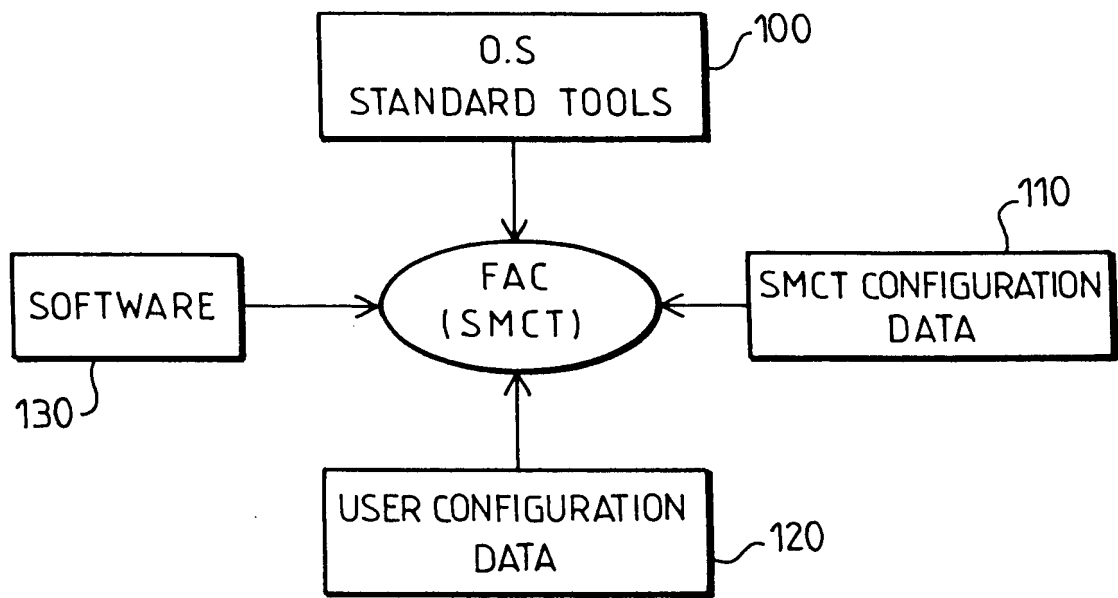 O.S
STANDARD TOOLS
100
110
SOFTWARE
FAC
(SMCT)
SMCT CONFIGURATION
DATA
130
USER CONFIGURATION
DATA
120